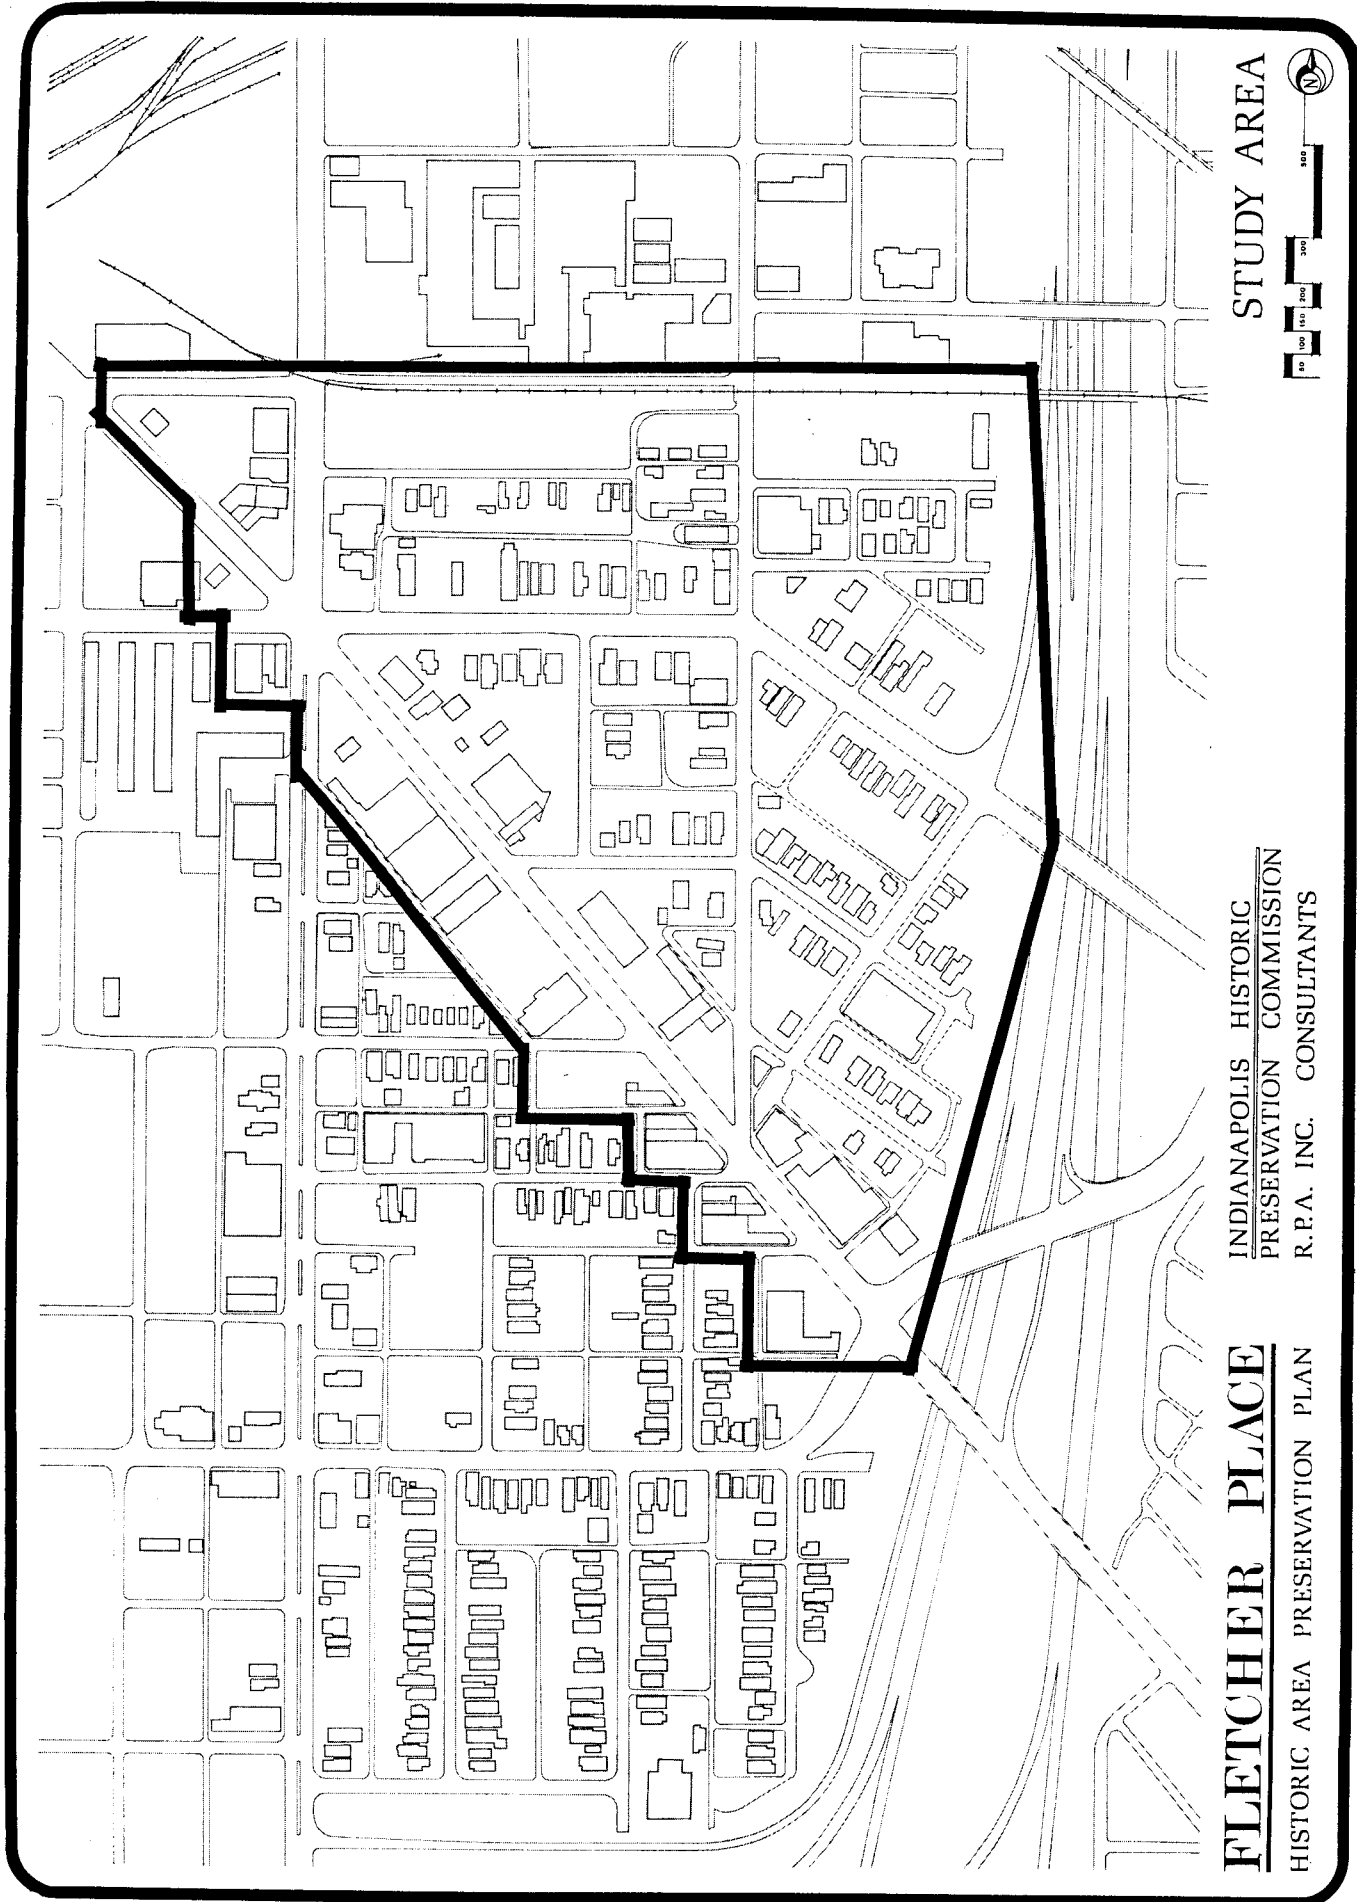 FLETCHER PLACE
HISTORIC AREA PRESERVATION PLAN
INDIANAPOLIS HISTORIC
PRESERVATION COMMISSION
R.P.A. INC. CONSULTANTS
STUDY AREA
50 100 150 200 300 500
N